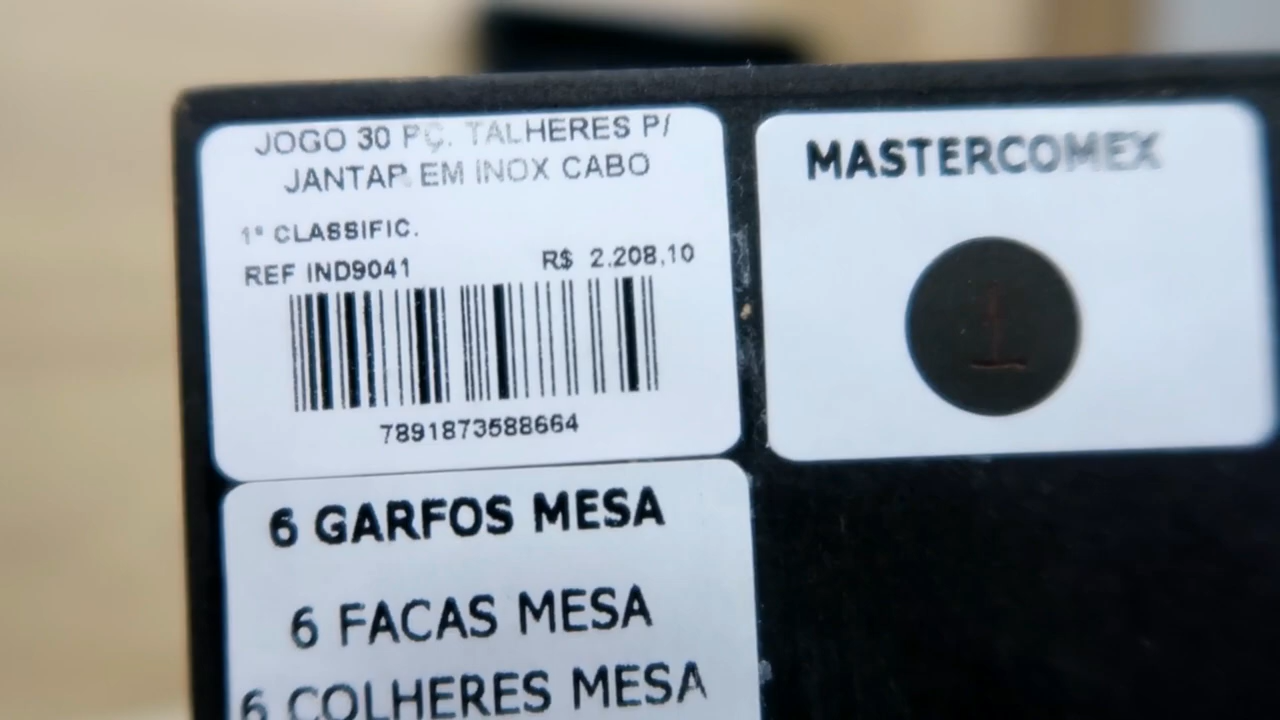 JOGO 30 PÇ. TALHERES P/
JANTAR EM INOX CABO
1ª CLASSIFIC.
REF IND9041 R$ 2.208,10
7891873588664
6 GARFOS MESA
6 FACAS MESA
6 COLHERES MESA
MASTERCOMEX
1